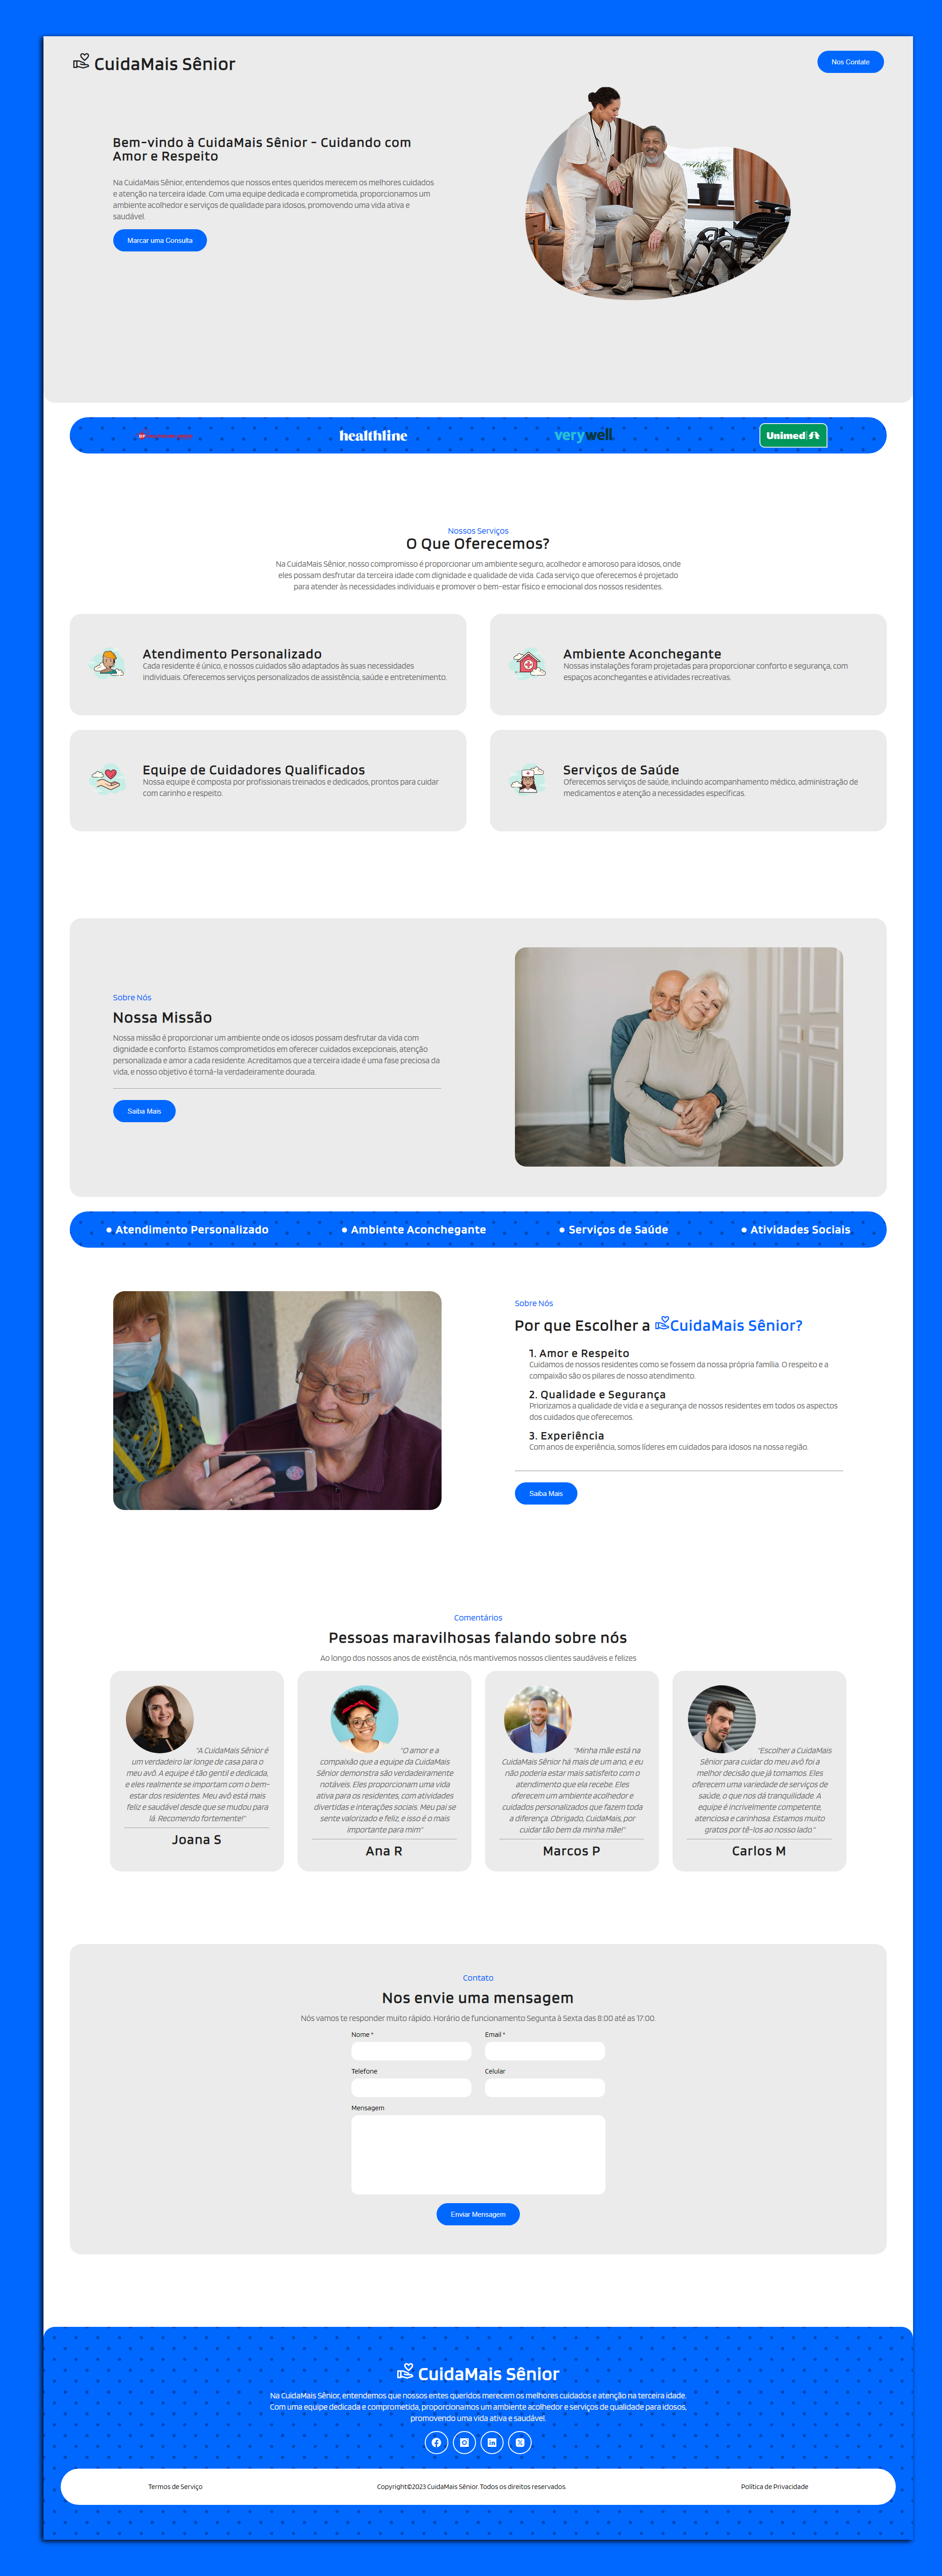 CuidaMais Sênior
Nos Contate
Bem-vindo à CuidaMais Sênior - Cuidando com
Amor e Respeito
Na CuidaMais Sênior, entendemos que nossos entes queridos merecem os melhores cuidados
e atenção na terceira idade. Com uma equipe dedicada e comprometida, proporcionamos um
ambiente acolhedor e serviços de qualidade para idosos, promovendo uma vida ativa e
saudável.
Marcar uma Consulta
healthline
verywell
Unimed
Nossos Serviços
O Que Oferecemos?
Na CuidaMais Sênior, nosso compromisso é proporcionar um ambiente seguro, acolhedor e amoroso para idosos, onde
eles possam desfrutar da terceira idade com dignidade e qualidade de vida. Cada serviço que oferecemos é projetado
para atender às necessidades individuais e promover o bem-estar físico e emocional dos nossos residentes.
Atendimento Personalizado
Cada residente é único, e nossos cuidados são adaptados às suas necessidades
individuais. Oferecemos serviços personalizados de assistência, saúde e entretenimento.
Ambiente Aconchegante
Nossas instalações foram projetadas para proporcionar conforto e segurança, com
espaços aconchegantes e atividades recreativas.
Equipe de Cuidadores Qualificados
Nossa equipe é composta por profissionais treinados e dedicados, prontos para cuidar
com carinho e respeito.
Serviços de Saúde
Oferecemos serviços de saúde, incluindo acompanhamento médico, administração de
medicamentos e atenção a necessidades específicas.
Sobre Nós
Nossa Missão
Nossa missão é proporcionar um ambiente onde os idosos possam desfrutar da vida com
dignidade e conforto. Estamos comprometidos em oferecer cuidados excepcionais, atenção
personalizada e amor a cada residente. Acreditamos que a terceira idade é uma fase preciosa da
vida, e nosso objetivo é torná-la verdadeiramente dourada.
Saiba Mais
• Atendimento Personalizado
• Ambiente Aconchegante
• Serviços de Saúde
• Atividades Sociais
Sobre Nós
Por que Escolher a CuidaMais Sênior?
1. Amor e Respeito
Cuidamos de nossos residentes como se fossem da nossa própria família. O respeito e a
compaixão são os pilares de nosso atendimento.
2. Qualidade e Segurança
Priorizamos a qualidade de vida e a segurança de nossos residentes em todos os aspectos
dos cuidados que oferecemos.
3. Experiência
Com anos de experiência, somos líderes em cuidados para idosos na nossa região.
Saiba Mais
Comentários
Pessoas maravilhosas falando sobre nós
Ao longo dos nossos anos de existência, nós mantivemos nossos clientes saudáveis e felizes
"A CuidaMais Sênior é
um verdadeiro lar longe de casa para o
meu avô. A equipe é tão gentil e dedicada,
e eles realmente se importam com o bem-
estar dos residentes. Meu avô está mais
feliz e saudável desde que se mudou para
lá. Recomendo fortemente!"
Joana S
"O amor e a
compaixão que a equipe da CuidaMais
Sênior demonstra são verdadeiramente
notáveis. Eles proporcionam uma vida
ativa para os residentes, com atividades
divertidas e interações sociais. Meu pai se
sente valorizado e feliz, e isso é o mais
importante para mim"
Ana R
"Minha mãe está na
CuidaMais Sênior há mais de um ano, e eu
não poderia estar mais satisfeito com o
atendimento que ela recebe. Eles
oferecem um ambiente acolhedor e
cuidados personalizados que fazem toda
a diferença. Obrigado, CuidaMais, por
cuidar tão bem da minha mãe!"
Marcos P
"Escolher a CuidaMais
Sênior para cuidar do meu avô foi a
melhor decisão que já tomamos. Eles
oferecem uma variedade de serviços de
saúde, o que nos dá tranquilidade. A
equipe é incrivelmente competente,
atenciosa e carinhosa. Estamos muito
gratos por tê-los ao nosso lado."
Carlos M
Contato
Nos envie uma mensagem
Nós vamos te responder muito rápido. Horário de funcionamento Segunta à Sexta das 8:00 até as 17:00.
Nome *
Email *
Telefone
Celular
Mensagem
Enviar Mensagem
CuidaMais Sênior
Na CuidaMais Sênior, entendemos que nossos entes queridos merecem os melhores cuidados e atenção na terceira idade.
Com uma equipe dedicada e comprometida, proporcionamos um ambiente acolhedor e serviços de qualidade para idosos,
promovendo uma vida ativa e saudável.
Termos de Serviço
Copyright©2023 CuidaMais Sênior. Todos os direitos reservados.
Política de Privacidade